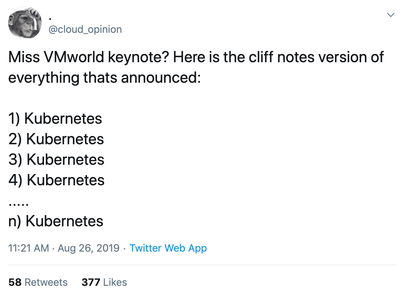 .
@cloud_opinion
Miss VMworld keynote? Here is the cliff notes version of
everything thats announced:
1) Kubernetes
2) Kubernetes
3) Kubernetes
4) Kubernetes
.....
n) Kubernetes
11:21 AM · Aug 26, 2019 · Twitter Web App
58 Retweets 377 Likes